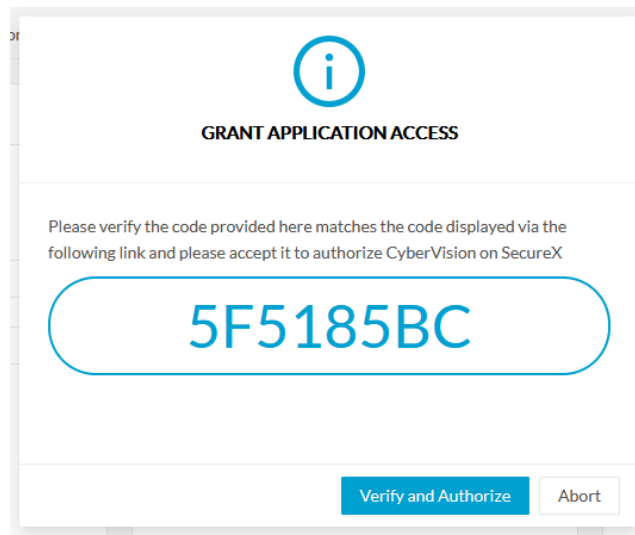 GRANT APPLICATION ACCESS
Please verify the code provided here matches the code displayed via the
following link and please accept it to authorize CyberVision on SecureX
5F5185BC
Verify and Authorize
Abort